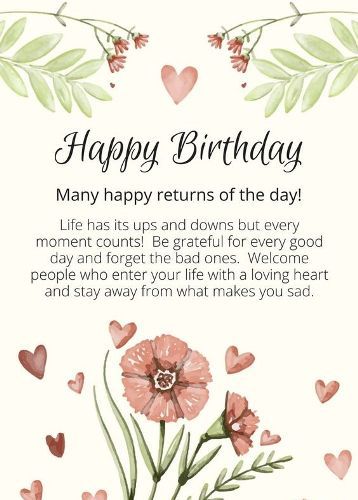 Happy Birthday
Many happy returns of the day!
Life has its ups and downs but every
moment counts!  Be grateful for every good
day and forget the bad ones.  Welcome
people who enter your life with a loving heart
and stay away from what makes you sad.